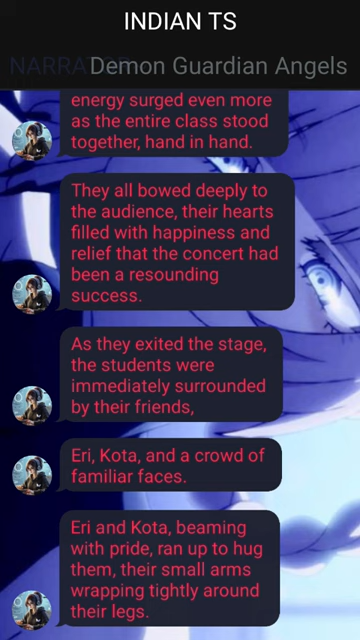 INDIAN TS
Demon Guardian Angels
energy surged even more
as the entire class stood
together, hand in hand.
They all bowed deeply to
the audience, their hearts
filled with happiness and
relief that the concert had
been a resounding
success.
As they exited the stage,
the students were
immediately surrounded
by their friends,
Eri, Kota, and a crowd of
familiar faces.
Eri and Kota, beaming
with pride, ran up to hug
them, their small arms
wrapping tightly around
their legs.